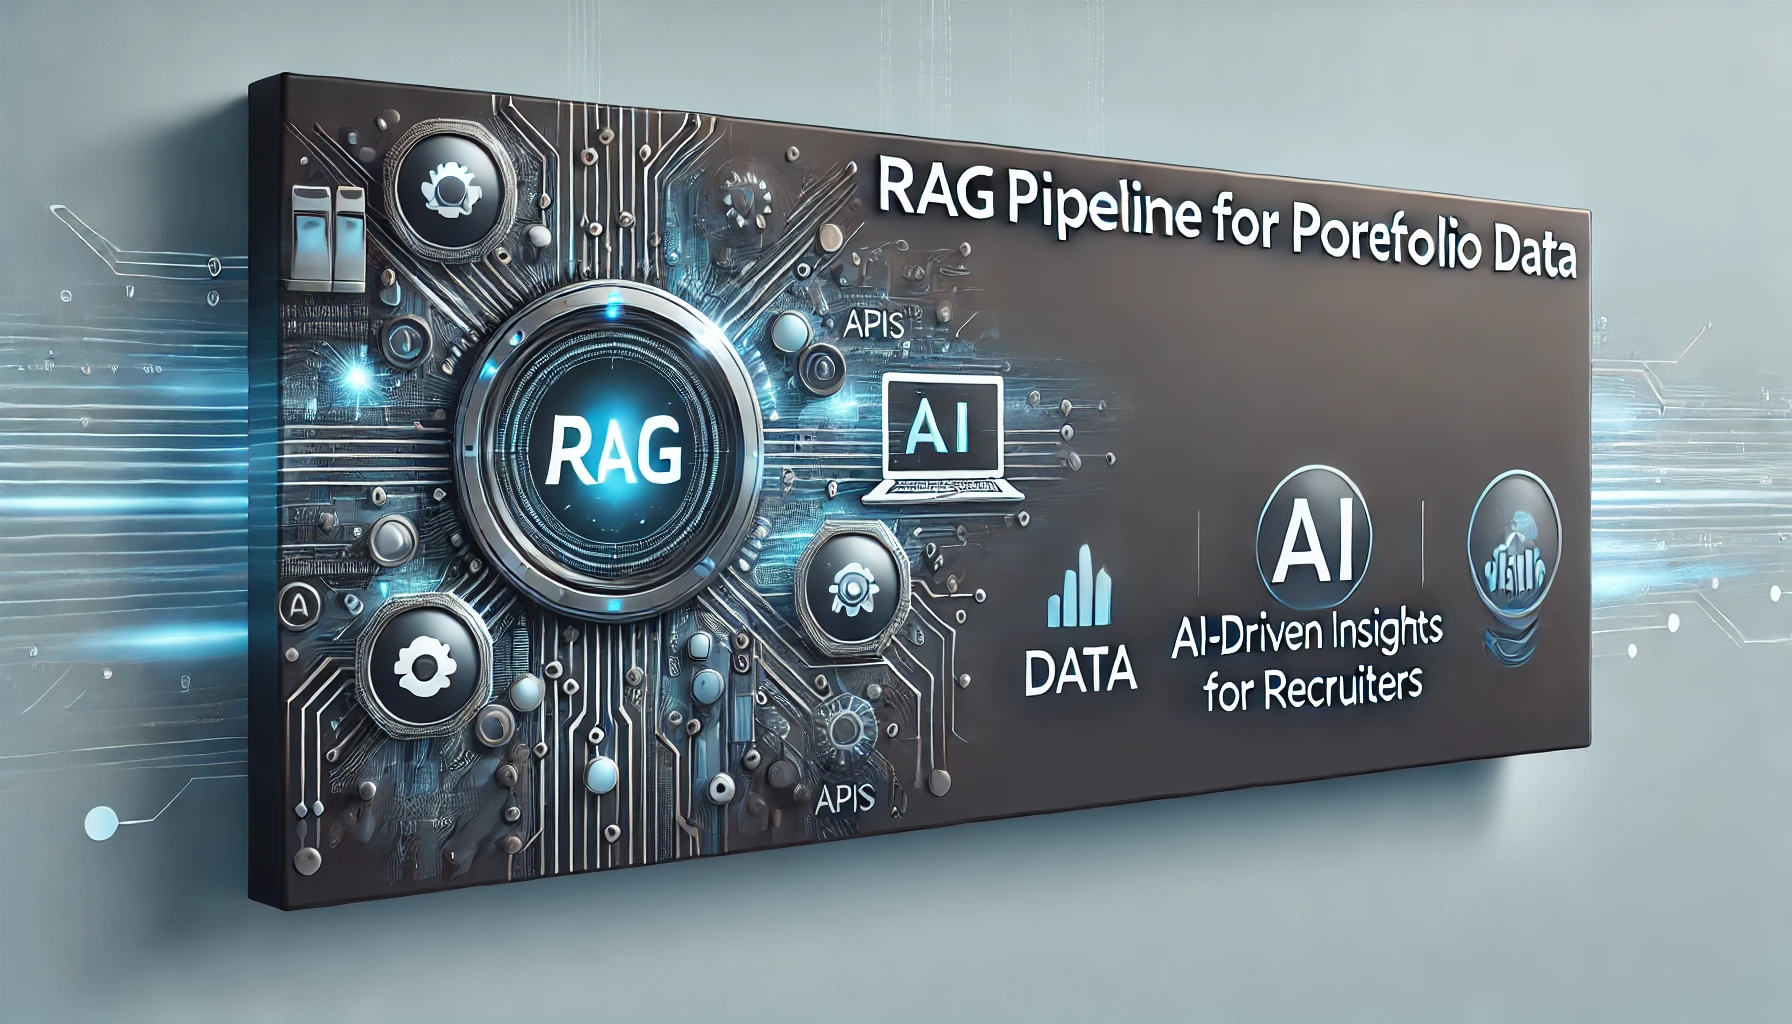 RAG Pipeline for Porefolio Data
APIS
RAG
AI
A
DATA
AI
AI-Driven Insights
for Recruiters
APIS